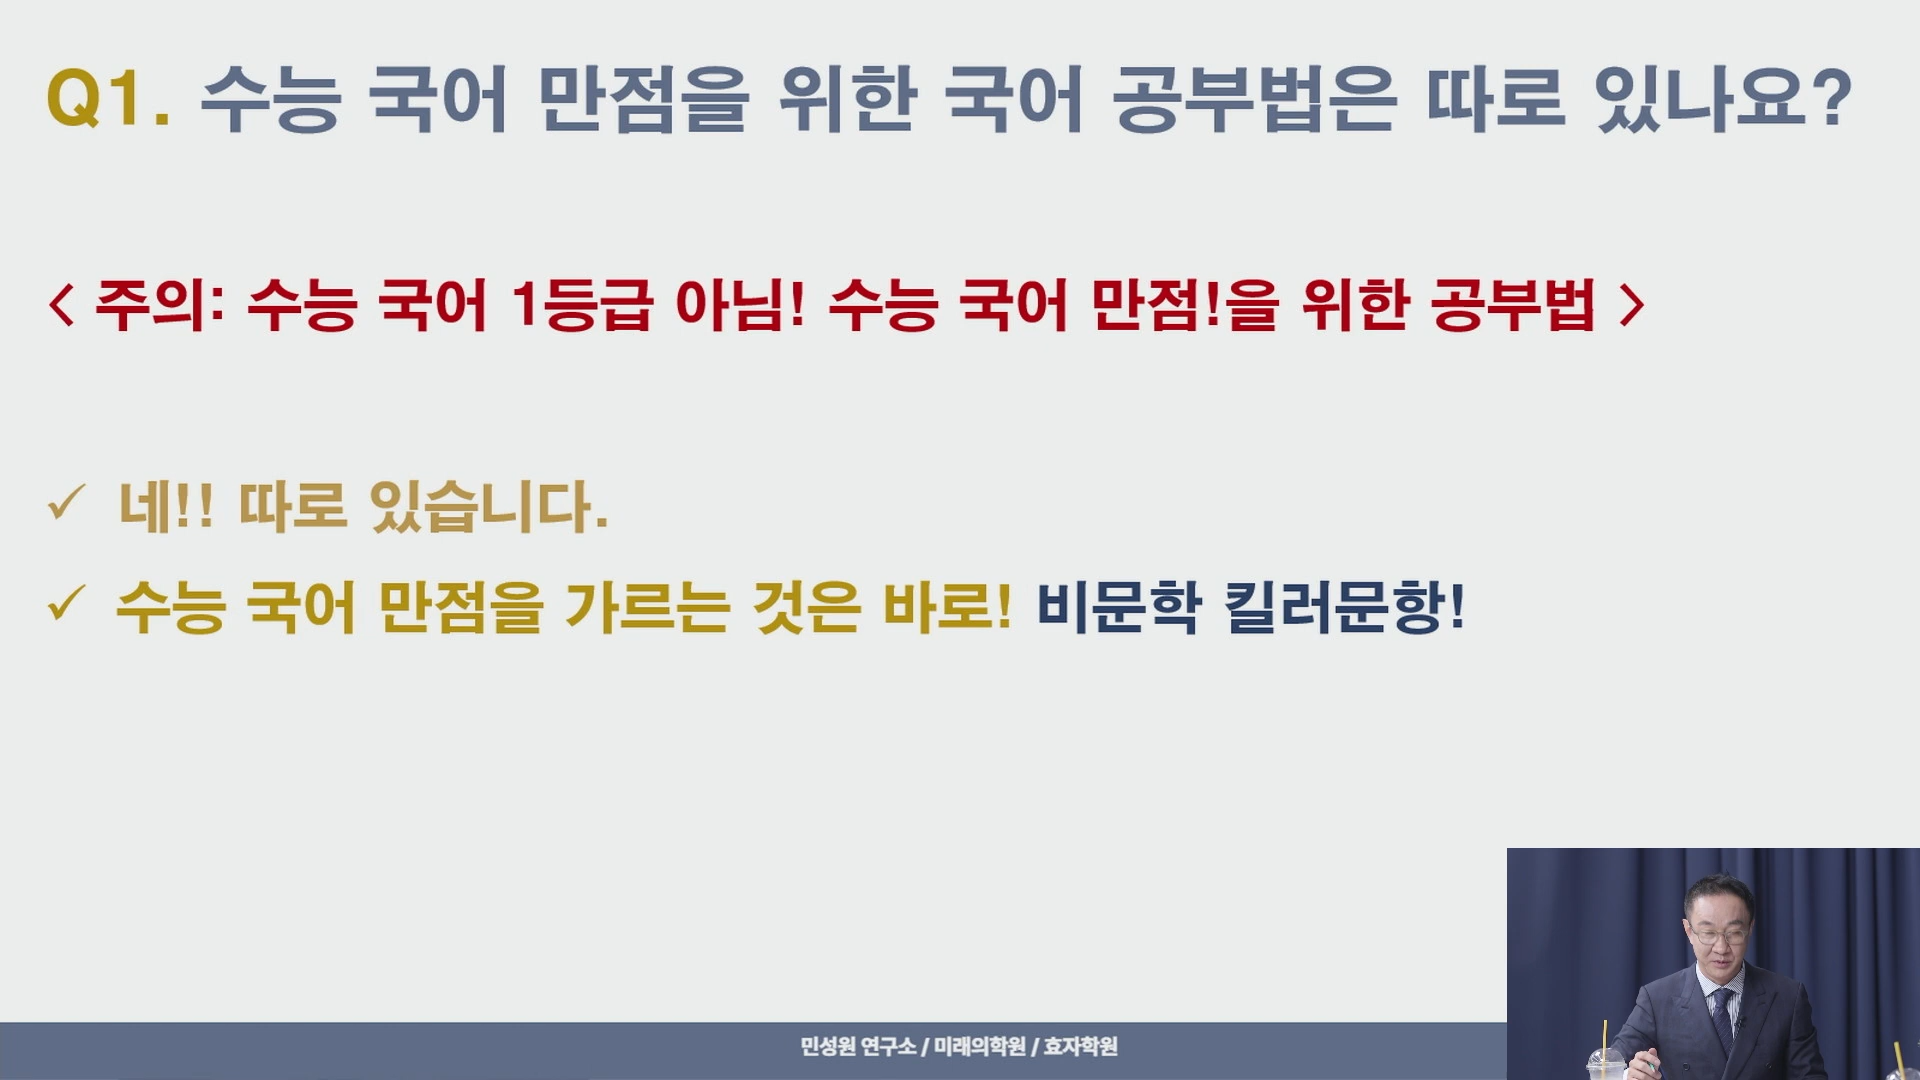 Q1. 수능 국어 만점을 위한 국어 공부법은 따로 있나요?
< 주의: 수능 국어 1등급 아님! 수능 국어 만점!을 위한 공부법 >
✓ 네!! 따로 있습니다.
✓ 수능 국어 만점을 가르는 것은 바로! 비문학 킬러문항!
민성원 연구소 / 미래의학원 / 효자학원